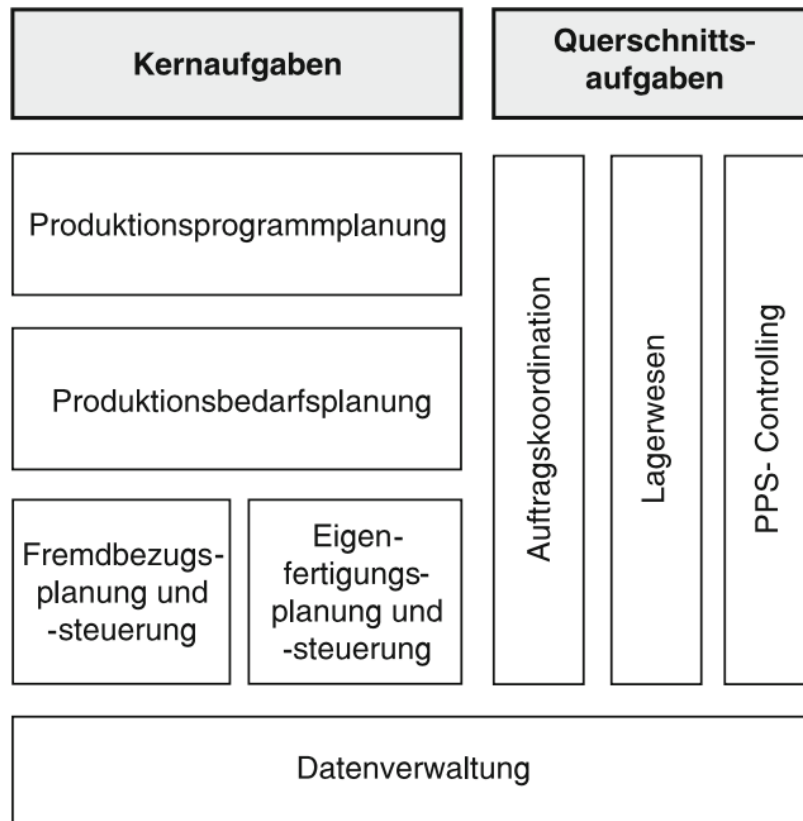 Kernaufgaben
Querschnitts-
aufgaben
Produktionsprogrammplanung
Produktionsbedarfsplanung
Fremdbezugs-
planung und
-steuerung
Eigen-
fertigungs-
planung und
-steuerung
Auftragskoordination
Lagerwesen
PPS- Controlling
Datenverwaltung